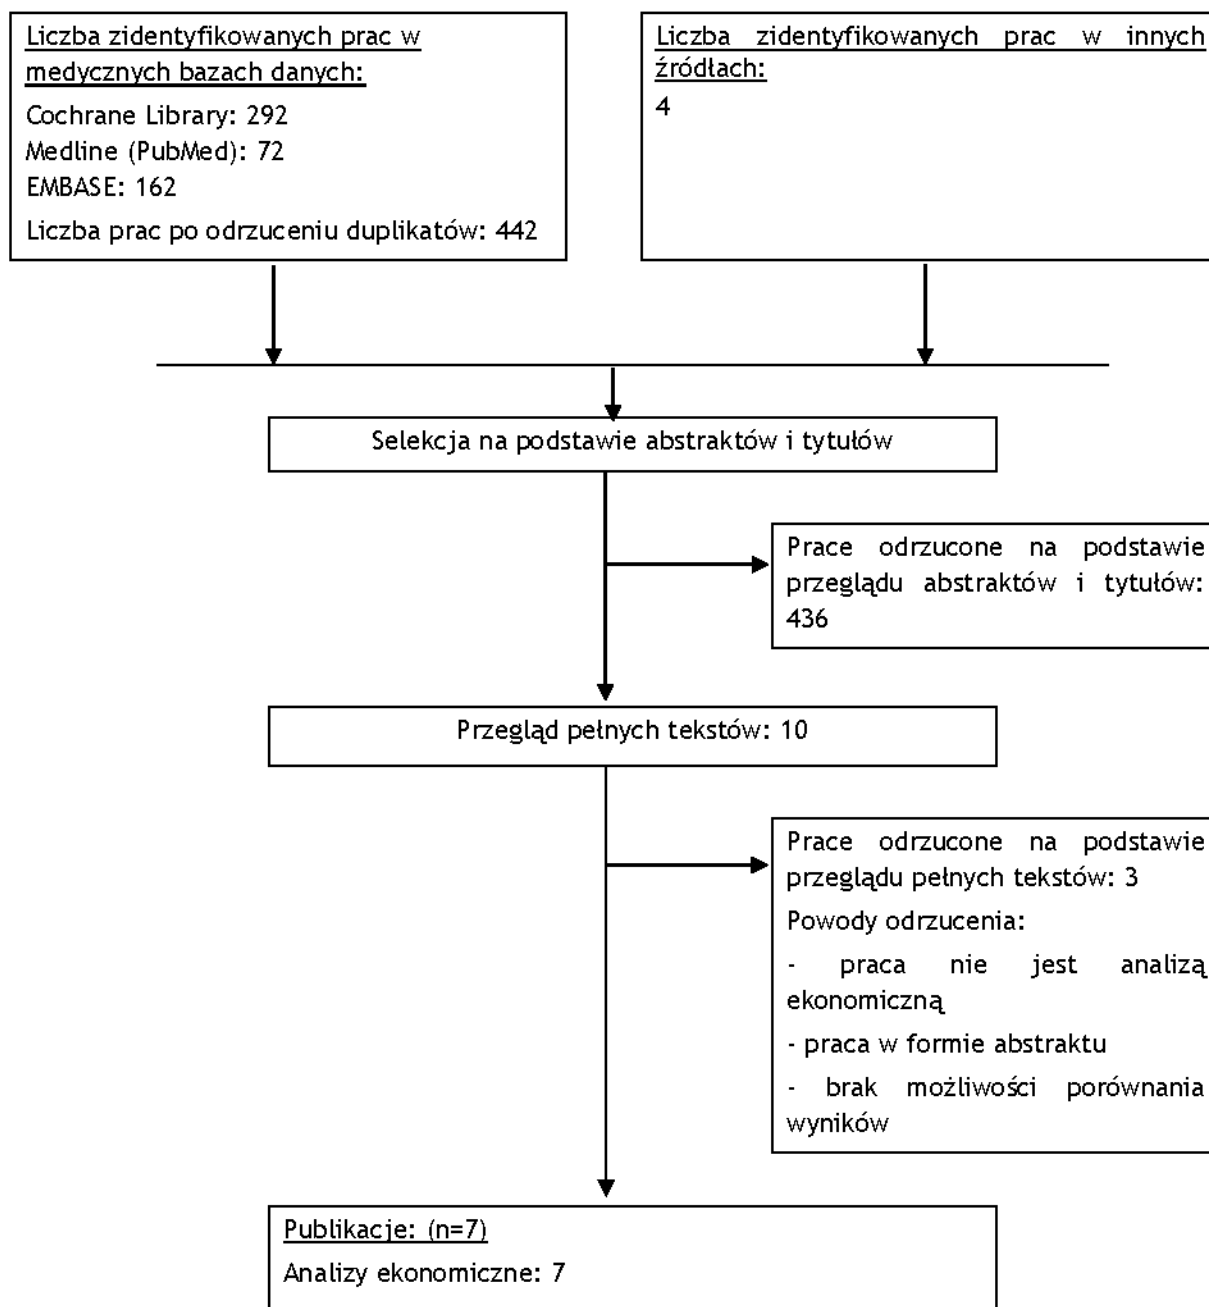 Liczba zidentyfikowanych prac w
medycznych bazach danych:
Cochrane Library: 292
Medline (PubMed): 72
EMBASE: 162
Liczba prac po odrzuceniu duplikatów: 442
Liczba zidentyfikowanych prac w innych
źródłach:
4
Selekcja na podstawie abstraktów i tytułów
Prace odrzucone na podstawie
przeglądu abstraktów i tytułów:
436
Przegląd pełnych tekstów: 10
Prace odrzucone na podstawie
przeglądu pełnych tekstów: 3
Powody odrzucenia:
- praca nie jest analizą
ekonomiczną
- praca w formie abstraktu
- brak możliwości porównania
wyników
Publikacje: (n=7)
Analizy ekonomiczne: 7